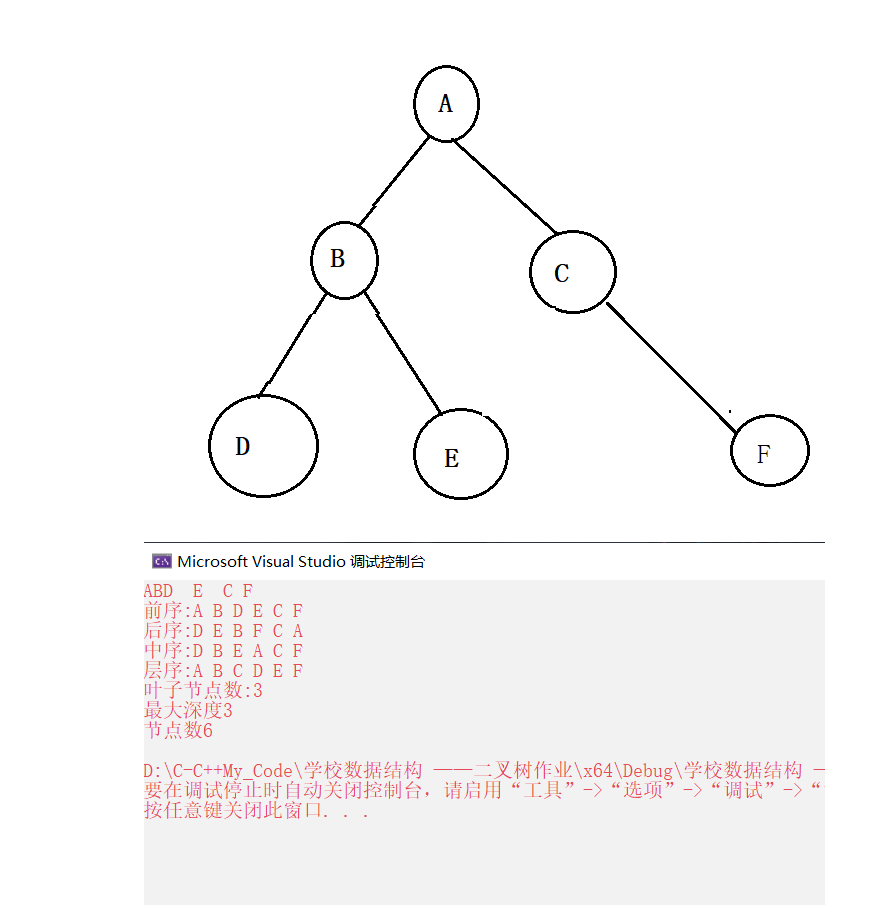 A
B
C
D
E
F
Microsoft Visual Studio 调试控制台
ABD  E  C F
前序:A B D E C F
后序:D E B F C A
中序:D B E A C F
层序:A B C D E F
叶子节点数:3
最大深度3
节点数6
D:\C-C++My_Code\学校数据结构 ——二叉树作业\x64\Debug\学校数据结构 —
要在调试停止时自动关闭控制台，请启用“工具”->“选项”->“调试”->“
按任意键关闭此窗口. . .